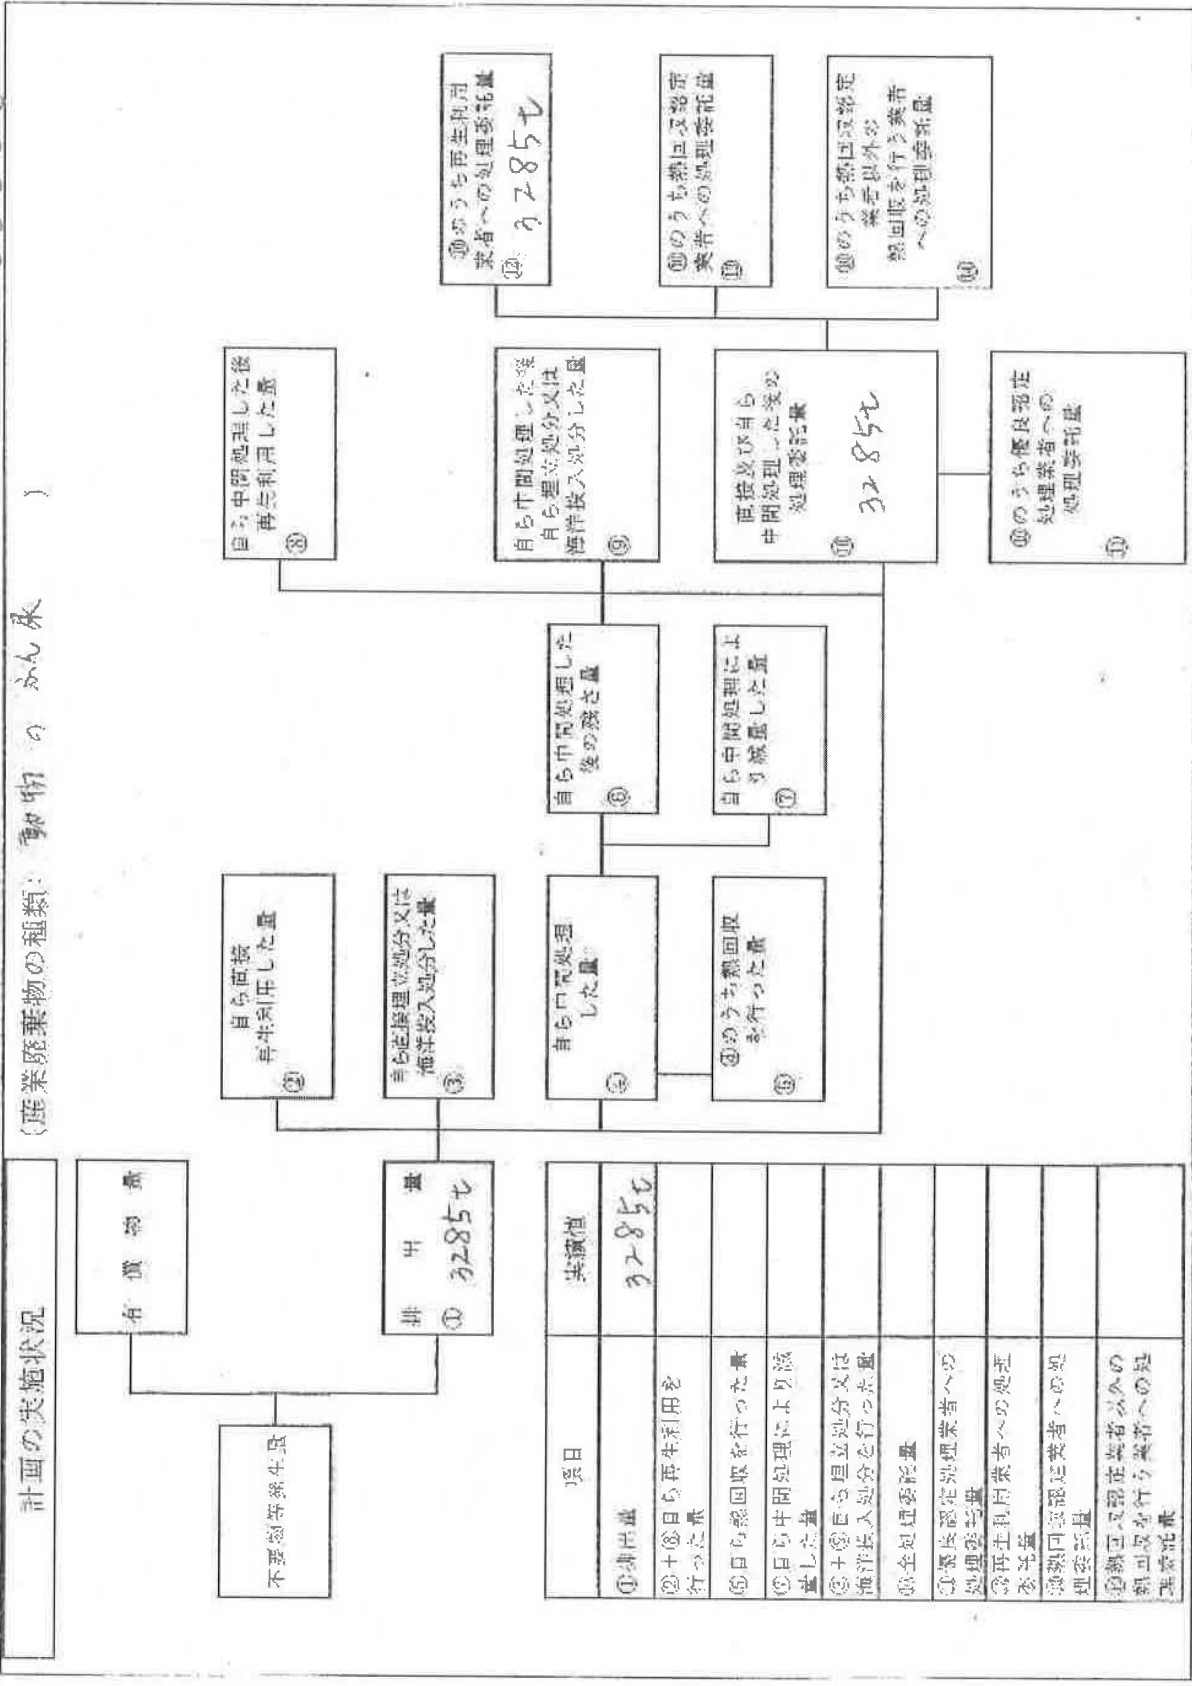 計画の実施状況
(産業廃棄物の種類: 動物のふん尿 )
有償物量
不要物等発生量
排出量
① 3285t
自ら直接
再生利用した量
②
自ら直接埋立処分又は
海洋投入処分した量
③
自ら中間処理
した量
④
④のうち熱回収
を行った量
⑤
自ら中間処理した
後の残さ量
⑥
自ら中間処理によ
り減量した量
⑦
自ら中間処理した後
再生利用した量
⑧
自ら中間処理した後
自ら埋立処分又は
海洋投入処分した量
⑨
直接及び自ら
中間処理した後の
処理委託量
⑩ 3285t
⑩のうち優良認定
処理業者への
処理委託量
⑪
⑩のうち再生利用
業者への処理委託量
⑫ 3285t
⑩のうち熱回収認定
業者への処理委託量
⑬
⑩のうち熱回収認定
業者以外の
熱回収を行う業者
への処理委託量
⑭
項目 実績値
①排出量 3285t
②+⑧自ら再生利用を
行った量
⑤自ら熱回収を行った量
⑦自ら中間処理により減
量した量
③+⑨自ら埋立処分又は
海洋投入処分を行った量
⑩全処理委託量
⑪優良認定処理業者への
処理委託量
⑫再生利用業者への処理
委託量
⑬熱回収認定業者への処
理委託量
⑭熱回収認定業者以外の
熱回収を行う業者への処
理委託量